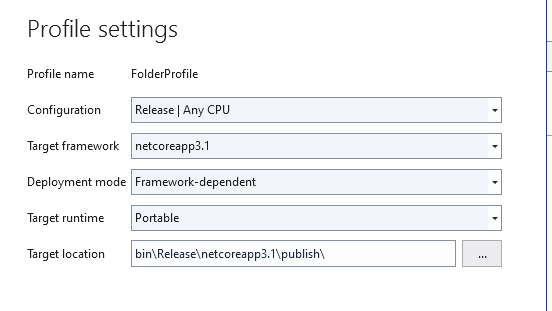 Profile settings
Profile name FolderProfile
Configuration Release | Any CPU
Target framework netcoreapp3.1
Deployment mode Framework-dependent
Target runtime Portable
Target location bin\Release\netcoreapp3.1\publish\ ...